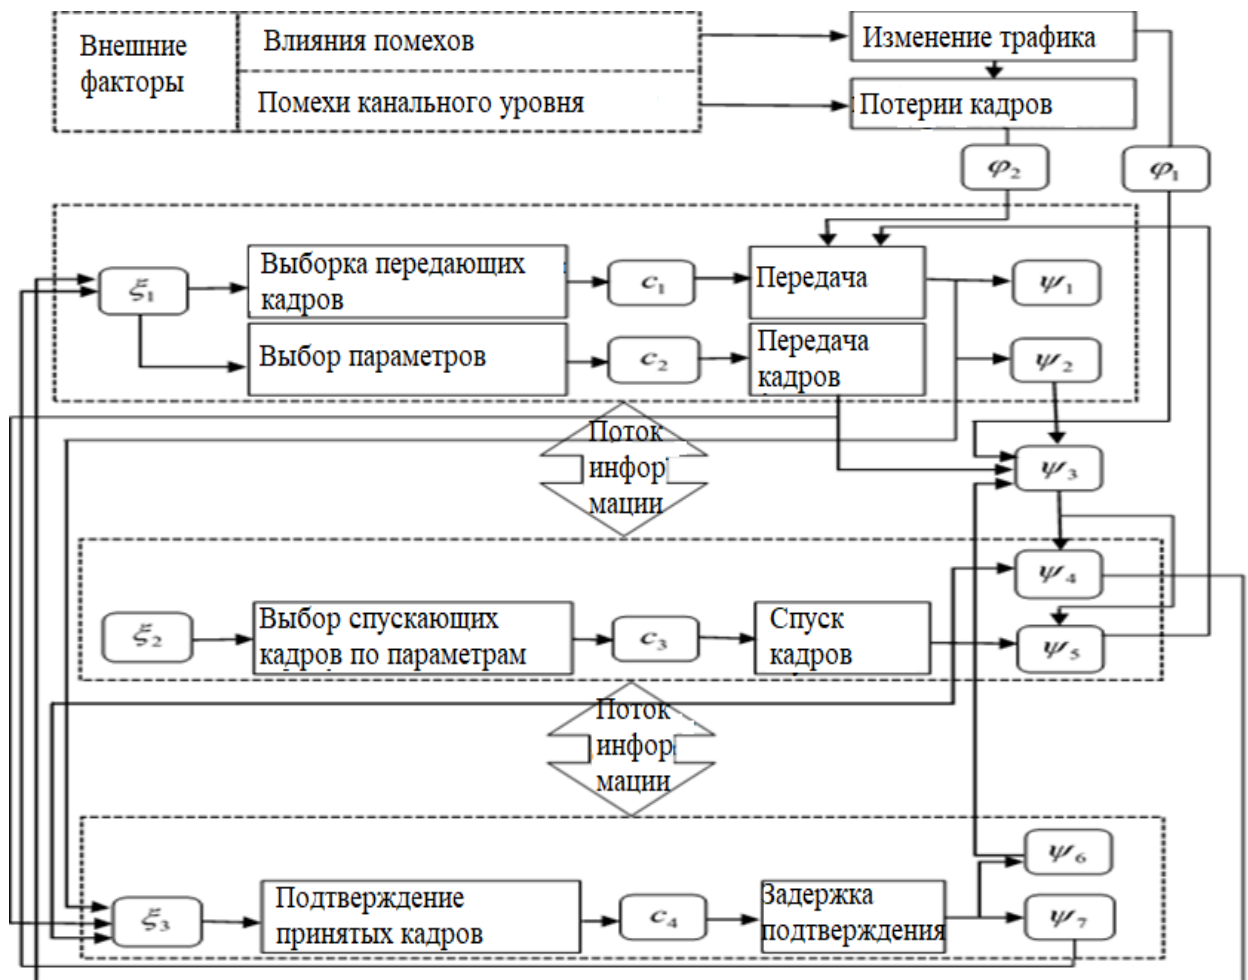 Внешние
факторы
Влияния помехов
Помехи канального уровня
Изменение трафика
Потерии кадров
φ₂
φ₁
ξ₁
Выборка передающих
кадров
c₁
Передача
ψ₁
Выбор параметров
c₂
Передача
кадров
ψ₂
Поток
инфор
мации
ψ₃
ψ₄
ξ₂
Выбор спускающих
кадров по параметрам
c₃
Спуск
кадров
ψ₅
Поток
инфор
мации
ψ₆
ξ₃
Подтверждение
принятых кадров
c₄
Задержка
подтверждения
ψ₇